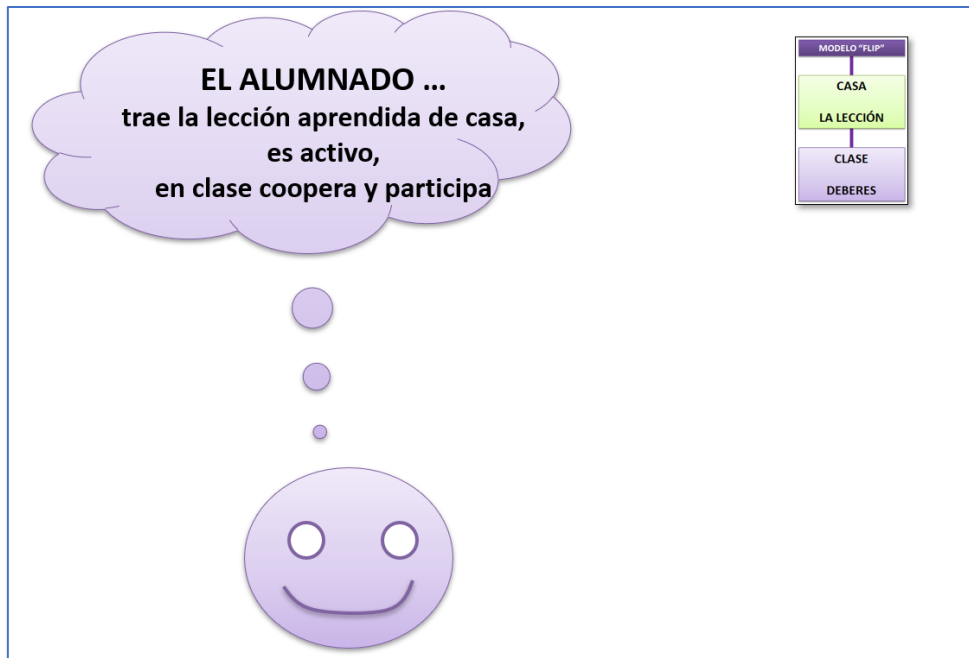 EL ALUMNADO ...
trae la lección aprendida de casa,
es activo,
en clase coopera y participa
MODELO "FLIP"
CASA
LA LECCIÓN
CLASE
DEBERES